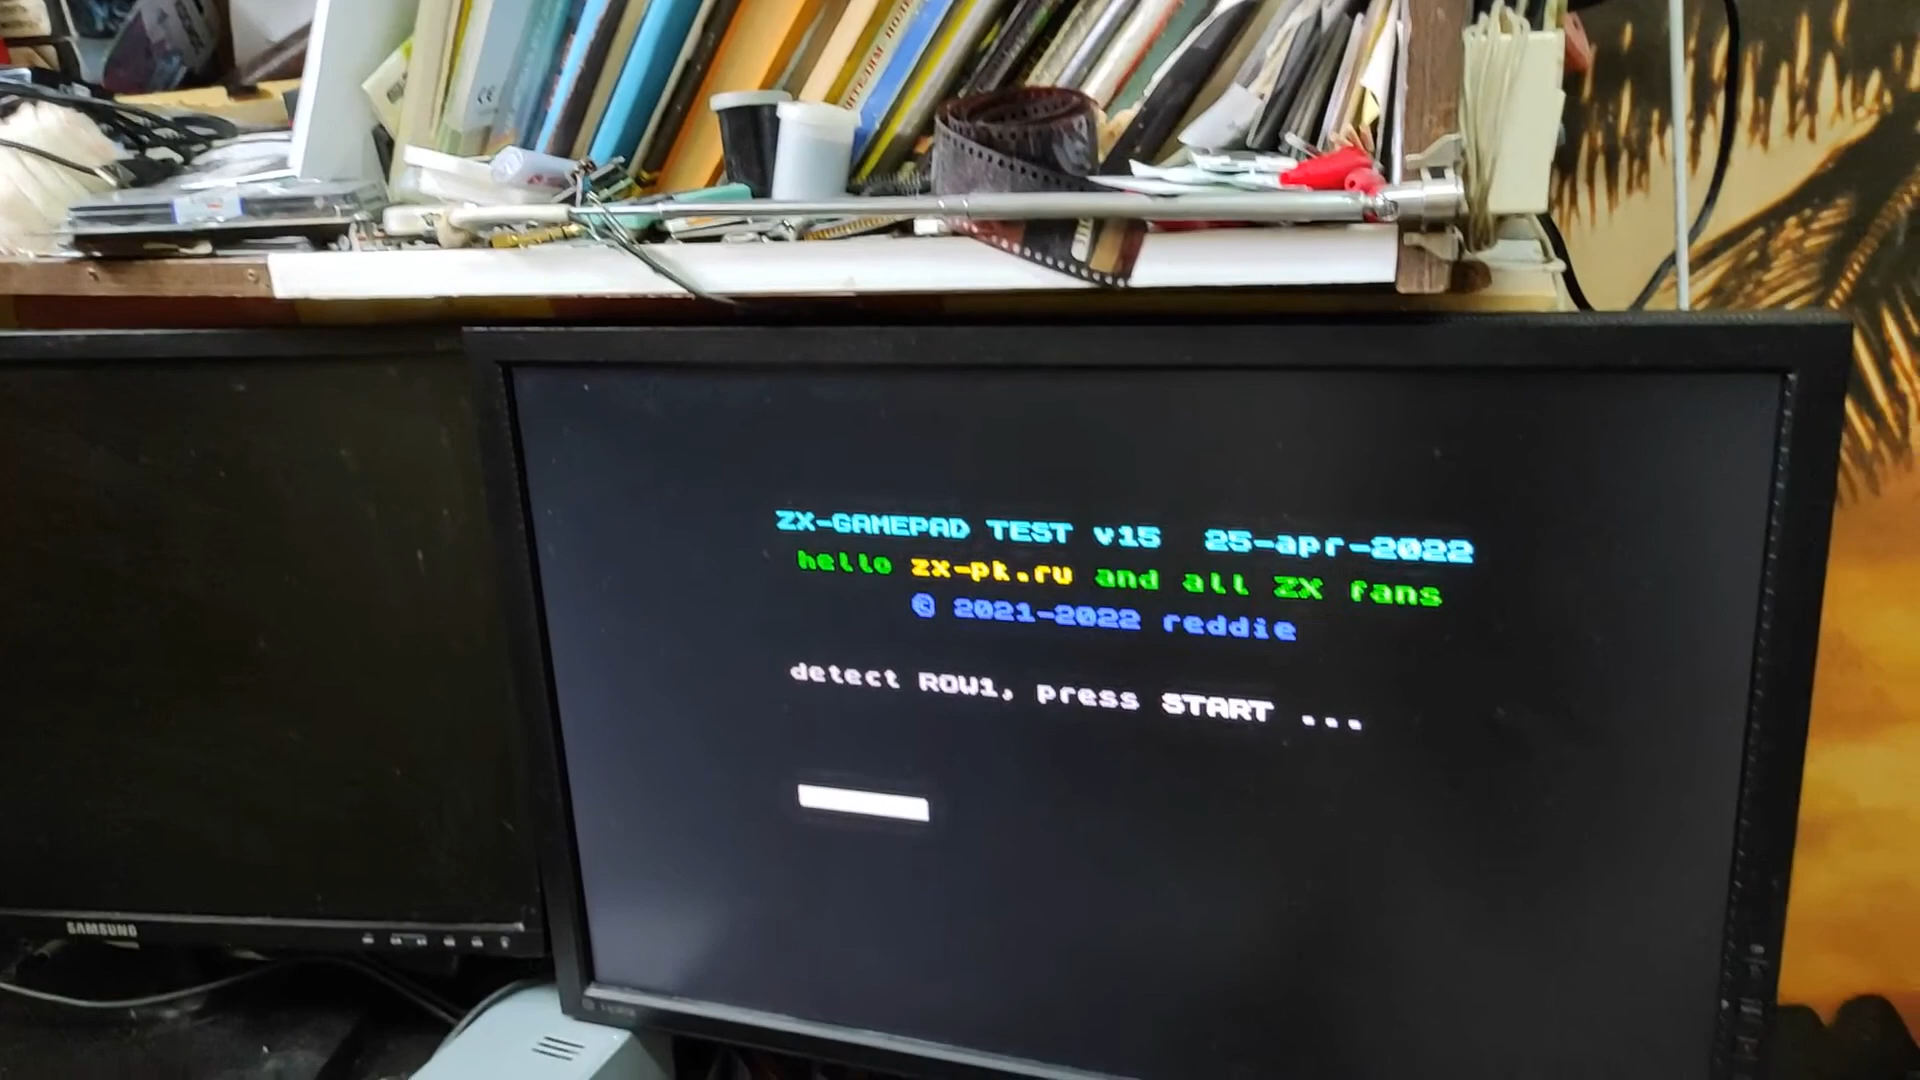 ZX-GAMEPAD TEST v15 25-apr-2022
hello zx-pk.ru and all ZX fans
© 2021-2022 reddie
detect ROW1, press START ...
SAMSUNG
CE